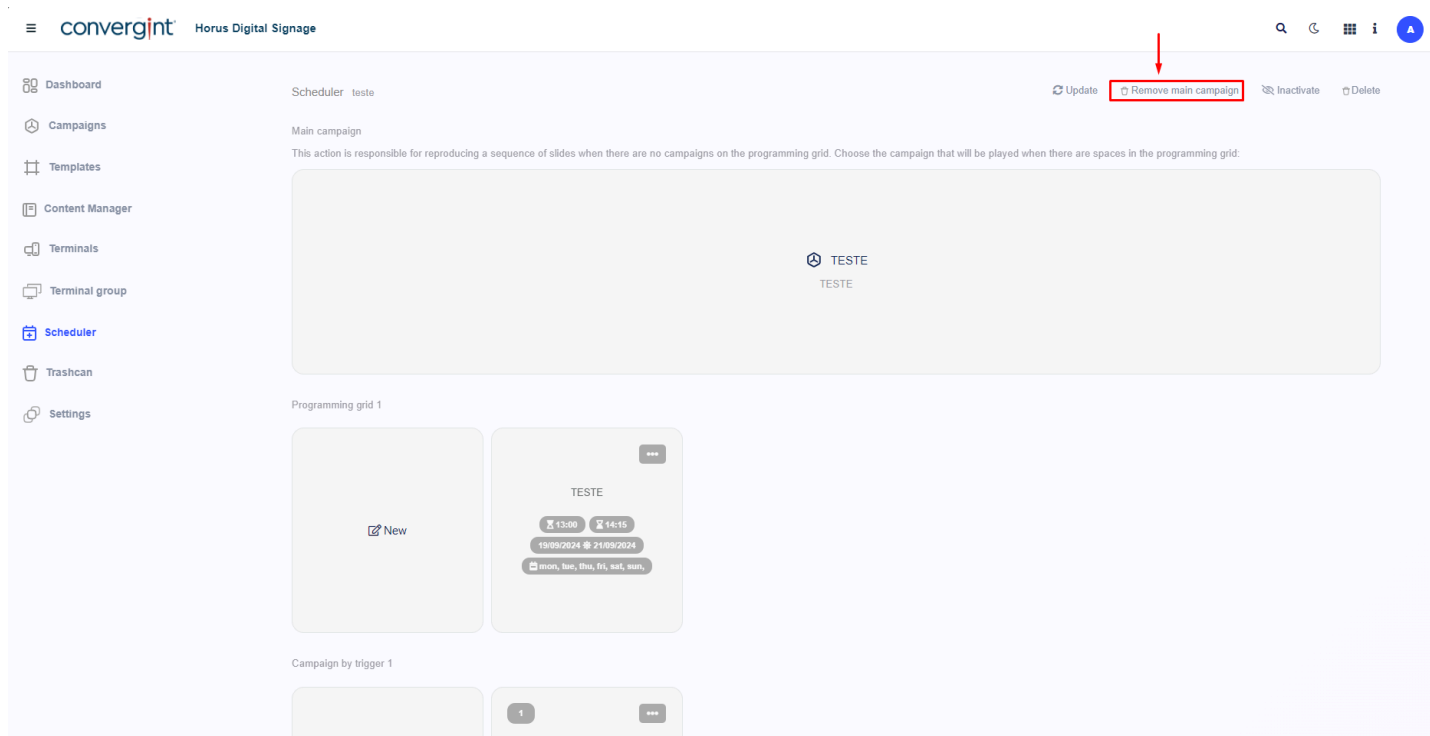 convergint Horus Digital Signage
A
Dashboard
Campaigns
Templates
Content Manager
Terminals
Terminal group
Scheduler
Trashcan
Settings
Scheduler teste
Update Remove main campaign Inactivate Delete
Main campaign
This action is responsible for reproducing a sequence of slides when there are no campaigns on the programming grid. Choose the campaign that will be played when there are spaces in the programming grid:
TESTE
TESTE
Programming grid 1
New
TESTE
13:00 14:15
19/09/2024 21/09/2024
mon, tue, thu, fri, sat, sun,
Campaign by trigger 1
1